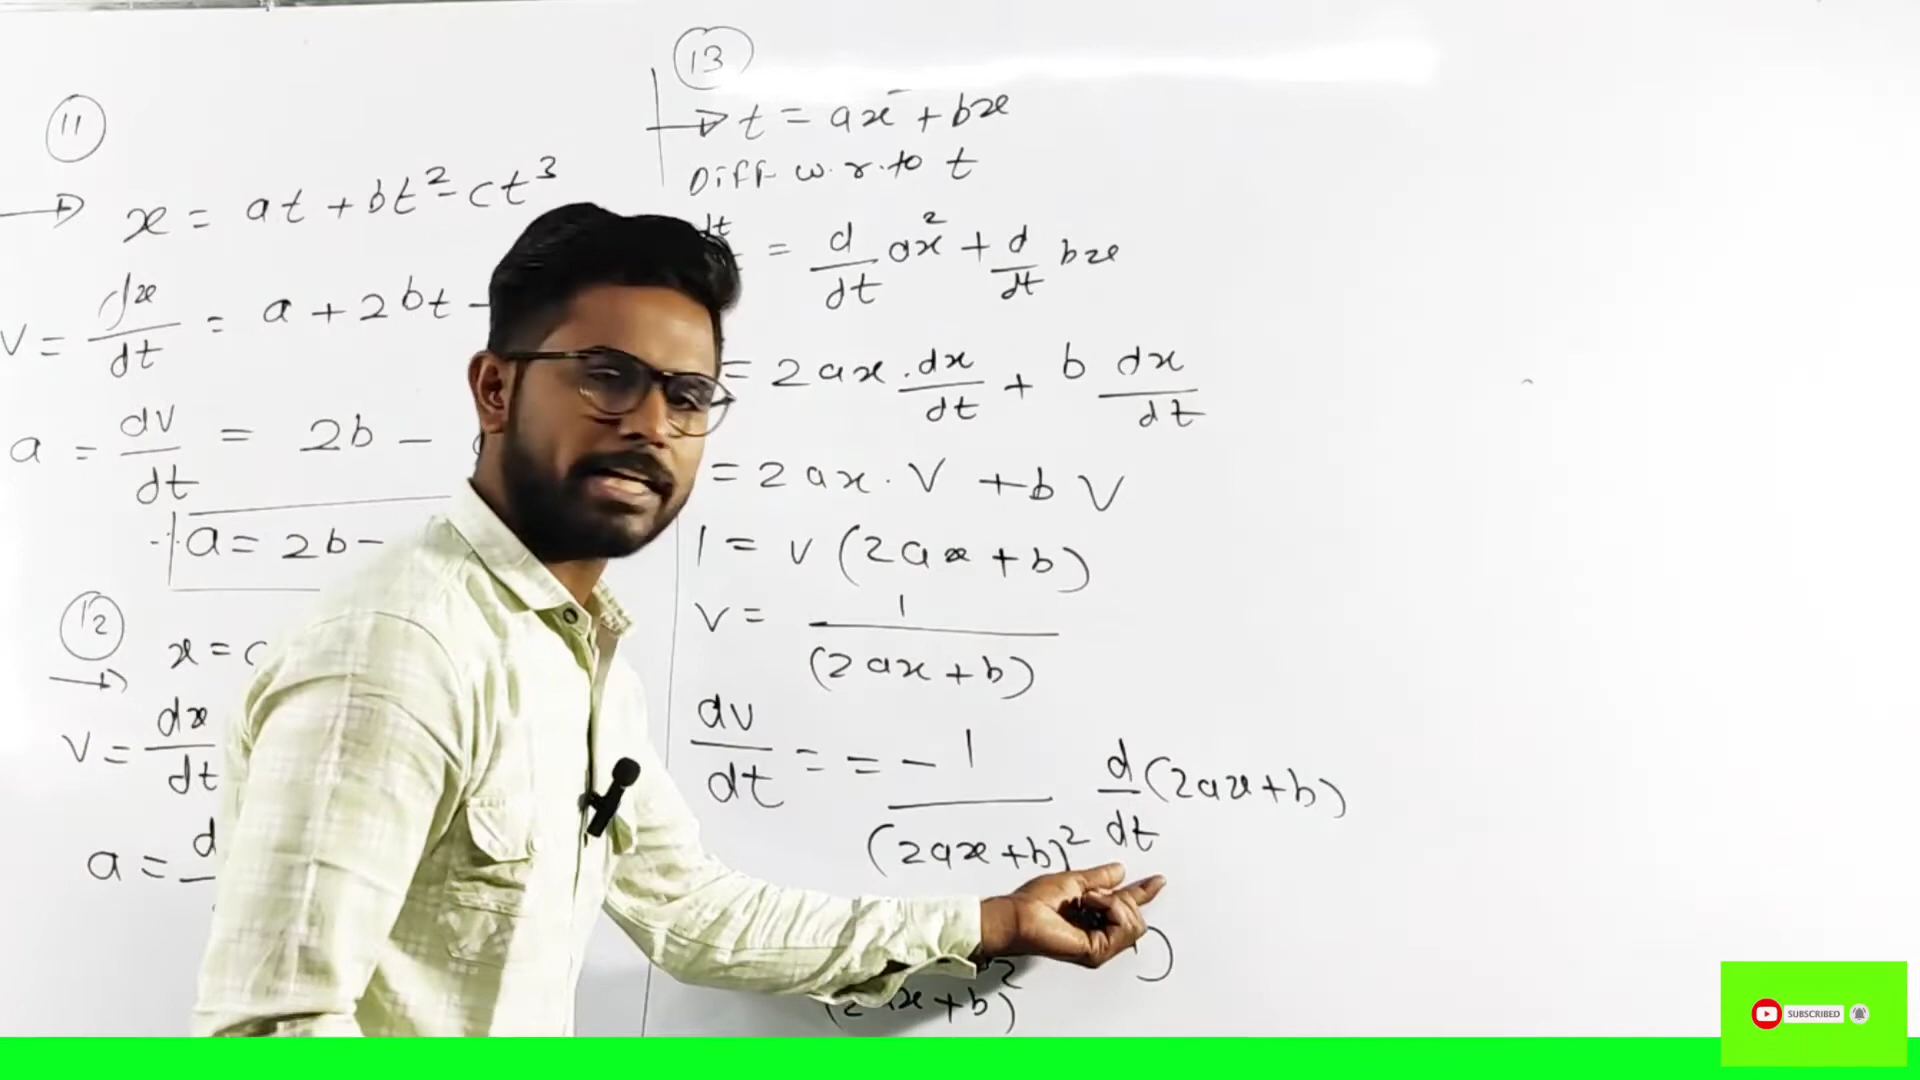 11
x = at + bt² - ct³
v = dx/dt = a + 2bt -
a = dv/dt = 2b -
∴ a = 2b -
12
x =
v = dx/dt
a =
13
t = ax² + bx
Diff w.r.to t
= d/dt ax² + d/dt bx
= 2ax . dx/dt + b dx/dt
= 2ax . v + b v
1 = v (2ax + b)
v = 1/(2ax + b)
dv/dt = = -1/(2ax + b)² d/dt (2ax + b)
(2ax + b)²
SUBSCRIBED